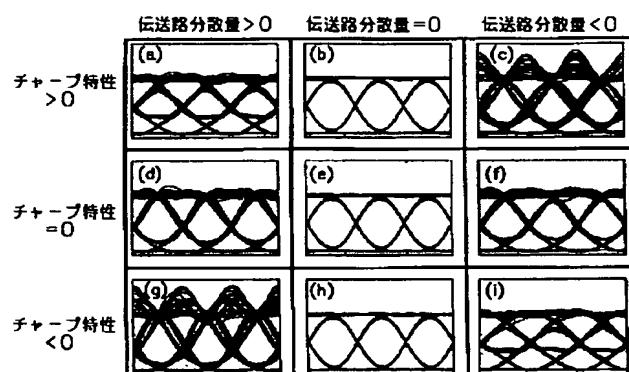 伝送路分散量>0 伝送路分散量=0 伝送路分散量<0
チャープ特性
>0
(a) (b) (c)
チャープ特性
=0
(d) (e) (f)
チャープ特性
<0
(g) (h) (i)